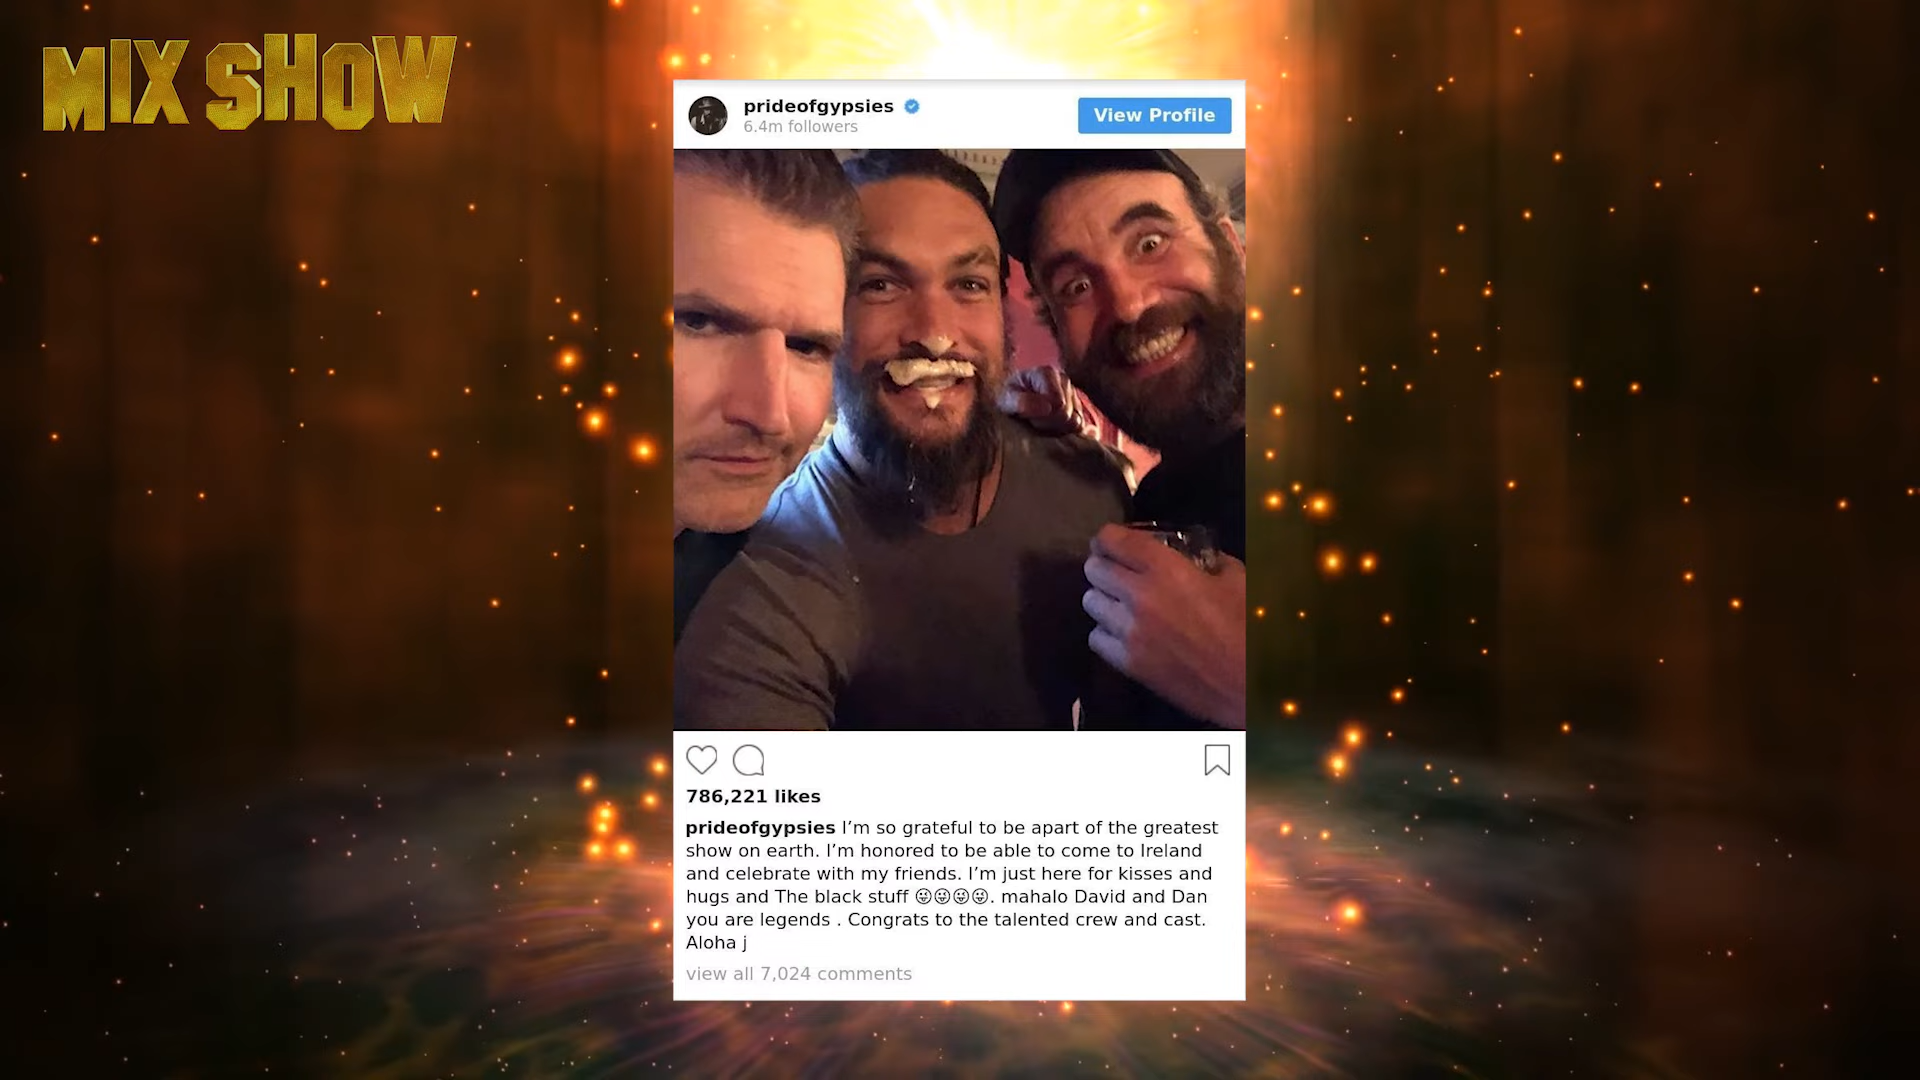 MIX SHOW
prideofgypsies
6.4m followers
View Profile
786,221 likes
prideofgypsies I’m so grateful to be apart of the greatest
show on earth. I’m honored to be able to come to Ireland
and celebrate with my friends. I’m just here for kisses and
hugs and The black stuff 😜😜😜😜. mahalo David and Dan
you are legends . Congrats to the talented crew and cast.
Aloha j
view all 7,024 comments